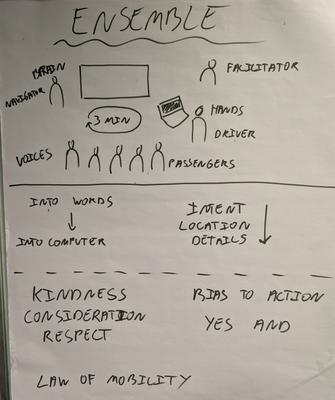 ENSEMBLE
BRAIN
NAVIGATOR
FACILITATOR
3 MIN
HANDS
DRIVER
VOICES
PASSENGERS
INTO WORDS
INTO COMPUTER
INTENT
LOCATION
DETAILS
KINDNESS
CONSIDERATION
RESPECT
BIAS TO ACTION
YES AND
LAW OF MOBILITY